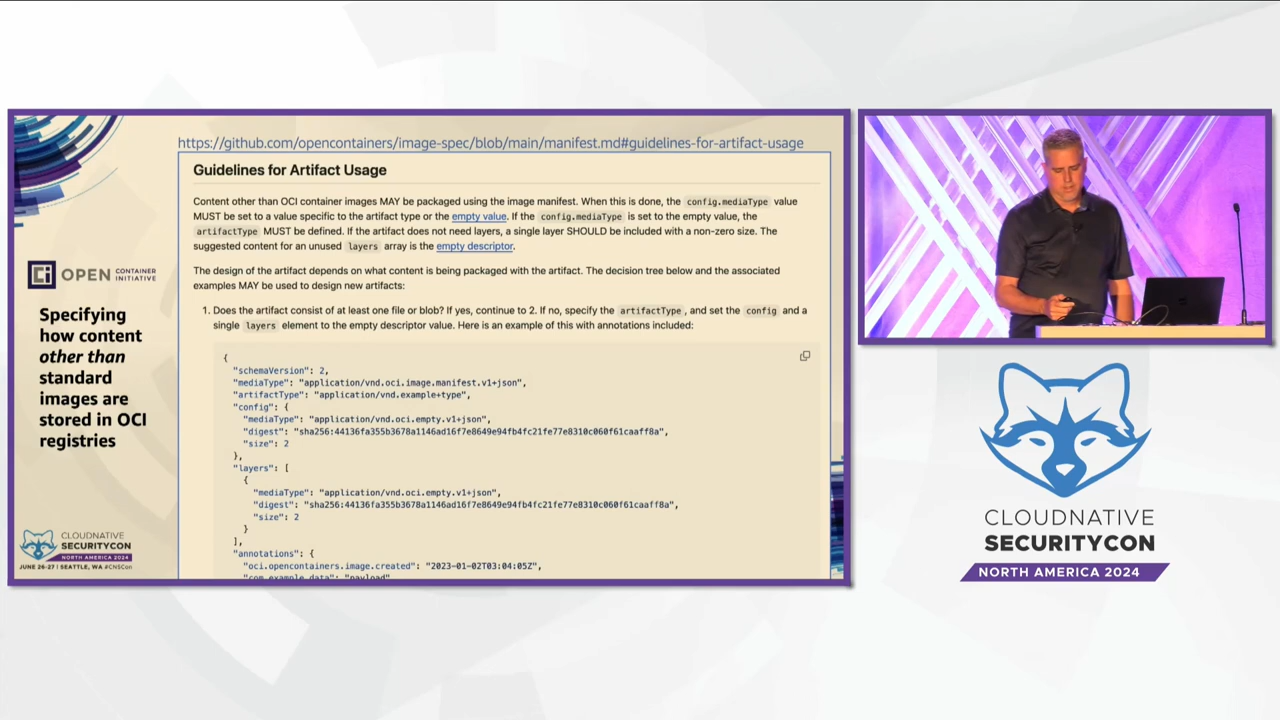 https://github.com/opencontainers/image-spec/blob/main/manifest.md#guidelines-for-artifact-usage
Guidelines for Artifact Usage
Content other than OCI container images MAY be packaged using the image manifest. When this is done, the config.mediaType value
MUST be set to a value specific to the artifact type or the empty value. If the config.mediaType is set to the empty value, the
artifactType MUST be defined. If the artifact does not need layers, a single layer SHOULD be included with a non-zero size. The
suggested content for an unused layers array is the empty descriptor.
The design of the artifact depends on what content is being packaged with the artifact. The decision tree below and the associated
examples MAY be used to design new artifacts:
1. Does the artifact consist of at least one file or blob? If yes, continue to 2. If no, specify the artifactType, and set the config and a
single layers element to the empty descriptor value. Here is an example of this with annotations included:
{
"schemaVersion": 2,
"mediaType": "application/vnd.oci.image.manifest.v1+json",
"artifactType": "application/vnd.example+type",
"config": {
"mediaType": "application/vnd.oci.empty.v1+json",
"digest": "sha256:44136fa355b3678a1146ad16f7e8649e94fb4fc21fe77e8310c060f61caaff8a",
"size": 2
},
"layers": [
{
"mediaType": "application/vnd.oci.empty.v1+json",
"digest": "sha256:44136fa355b3678a1146ad16f7e8649e94fb4fc21fe77e8310c060f61caaff8a",
"size": 2
}
],
"annotations": {
"oci.opencontainers.image.created": "2023-01-02T03:04:05Z",
"com.example.data": "payload"
OPEN CONTAINER
INITIATIVE
Specifying
how content
other than
standard
images are
stored in OCI
registries
CLOUDNATIVE
SECURITYCON
NORTH AMERICA 2024
JUNE 26-27 | SEATTLE, WA #CNSCon
CLOUDNATIVE
SECURITYCON
NORTH AMERICA 2024